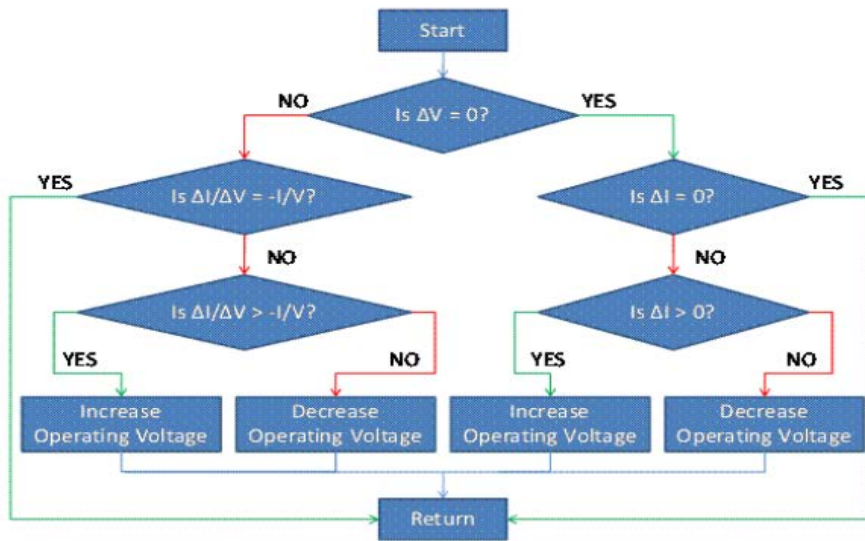 Start
NO
Is ΔV = 0?
YES
YES
Is ΔI/ΔV = -I/V?
Is ΔI = 0?
YES
NO
NO
Is ΔI/ΔV > -I/V?
Is ΔI > 0?
YES
NO
YES
NO
Increase
Operating Voltage
Decrease
Operating Voltage
Increase
Operating Voltage
Decrease
Operating Voltage
Return